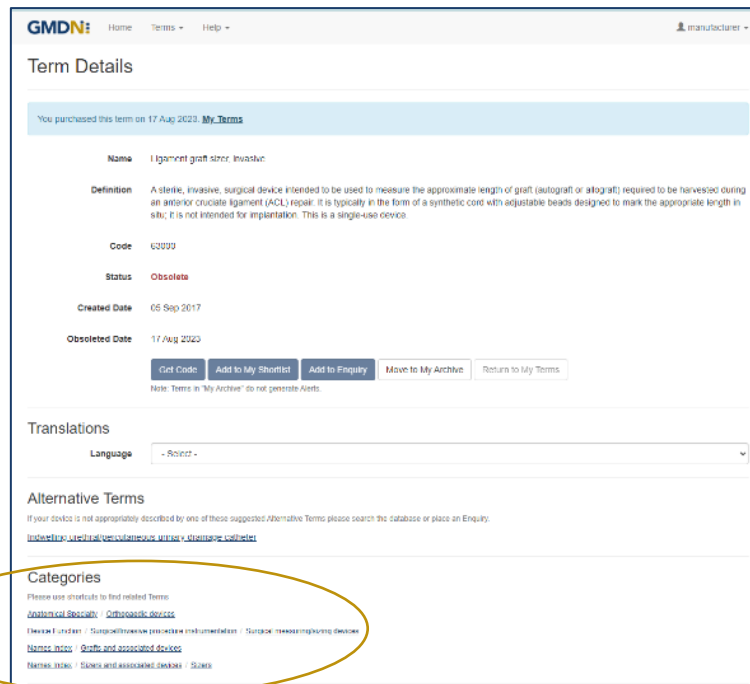 GMDN Home Terms Help manufacturer
Term Details
You purchased this term on 17 Aug 2023. My Terms
Name Ligament graft sizer, invasive
Definition A sterile, invasive, surgical device intended to be used to measure the approximate length of graft (autograft or allograft) required to be harvested during
an anterior cruciate ligament (ACL) repair. It is typically in the form of a synthetic cord with adjustable beads designed to mark the appropriate length in
situ; it is not intended for implantation. This is a single-use device.
Code
Status Obsolete
Created Date 05 Sep 2017
Obsoleted Date 17 Aug 2023
Get Code Add to My Shortlist Add to Enquiry Move to My Archive Return to My Terms
Note: Terms in "My Archive" do not generate Alerts.
Translations
Language - Select -
Alternative Terms
If your device is not appropriately described by one of these suggested Alternative Terms please search the database or place an Enquiry.
Indwelling urethral/percutaneous urinary drainage catheter
Categories
Please use shortcuts to find related Terms
Anatomical Specialty / Orthopaedic devices
Device Function / Surgical/invasive procedure instrumentation / Surgical measuring/sizing devices
Names Index / Grafts and associated devices
Names Index / Sizers and associated devices / Sizers